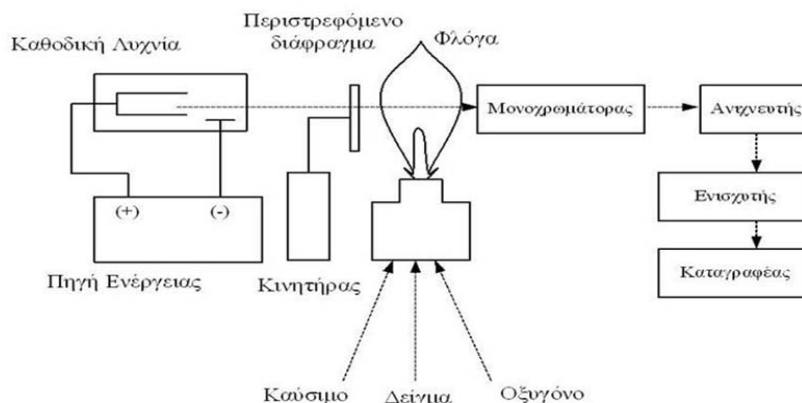 Περιστρεφόμενο
διάφραγμα
Φλόγα
Καθοδική Λυχνία
Μονοχρωμάτορας
Ανιχνευτής
Ενισχυτής
Καταγραφέας
(+)
(-)
Πηγή Ενέργειας
Κινητήρας
Καύσιμο
Δείγμα
Οξυγόνο